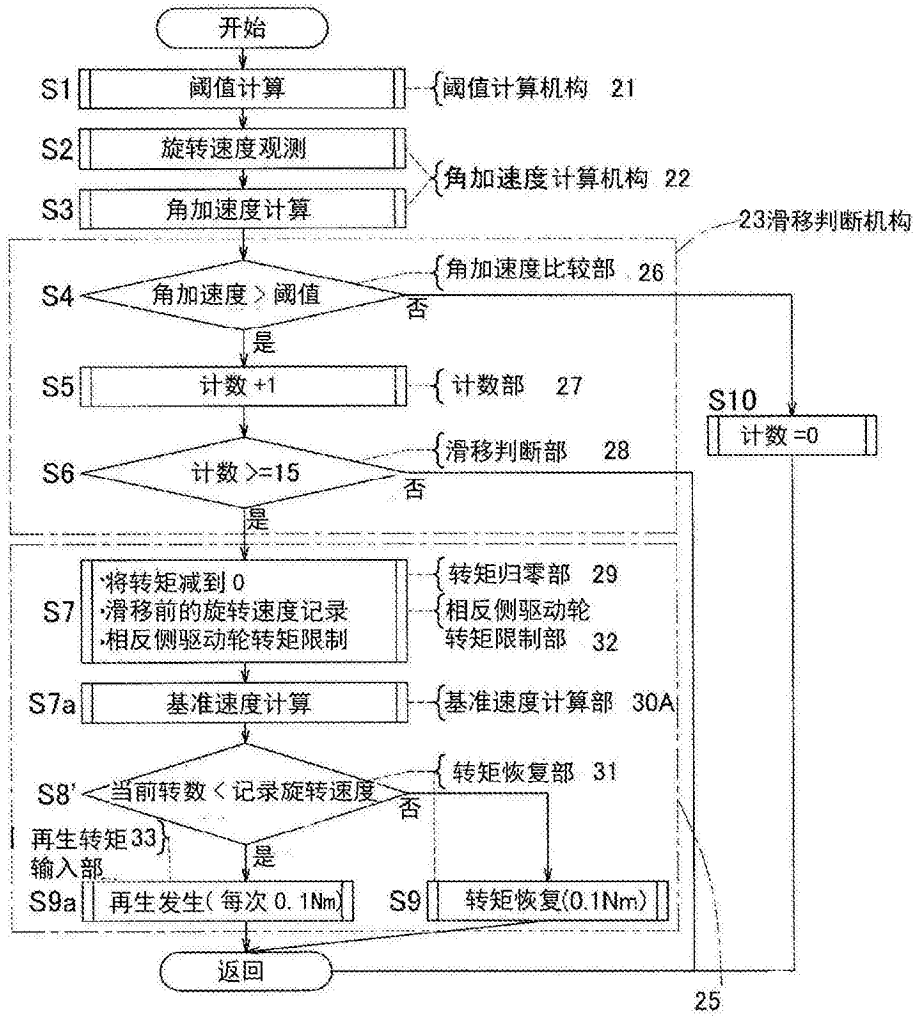 开始
S1
阈值计算
阈值计算机构 21
S2
旋转速度观测
角加速度计算机构 22
S3
角加速度计算
23滑移判断机构
S4
角加速度 > 阈值
角加速度比较部 26
否
是
S5
计数 +1
计数部 27
S10
计数 =0
S6
计数 >=15
滑移判断部 28
否
是
S7
·将转矩减到 0
·滑移前的旋转速度记录
·相反侧驱动轮转矩限制
转矩归零部 29
相反侧驱动轮
转矩限制部 32
S7a
基准速度计算
基准速度计算部 30A
S8'
当前转数 < 记录旋转速度
转矩恢复部 31
否
是
再生转矩33
输入部
S9a
再生发生( 每次 0.1Nm)
S9
转矩恢复(0.1Nm)
返回
25